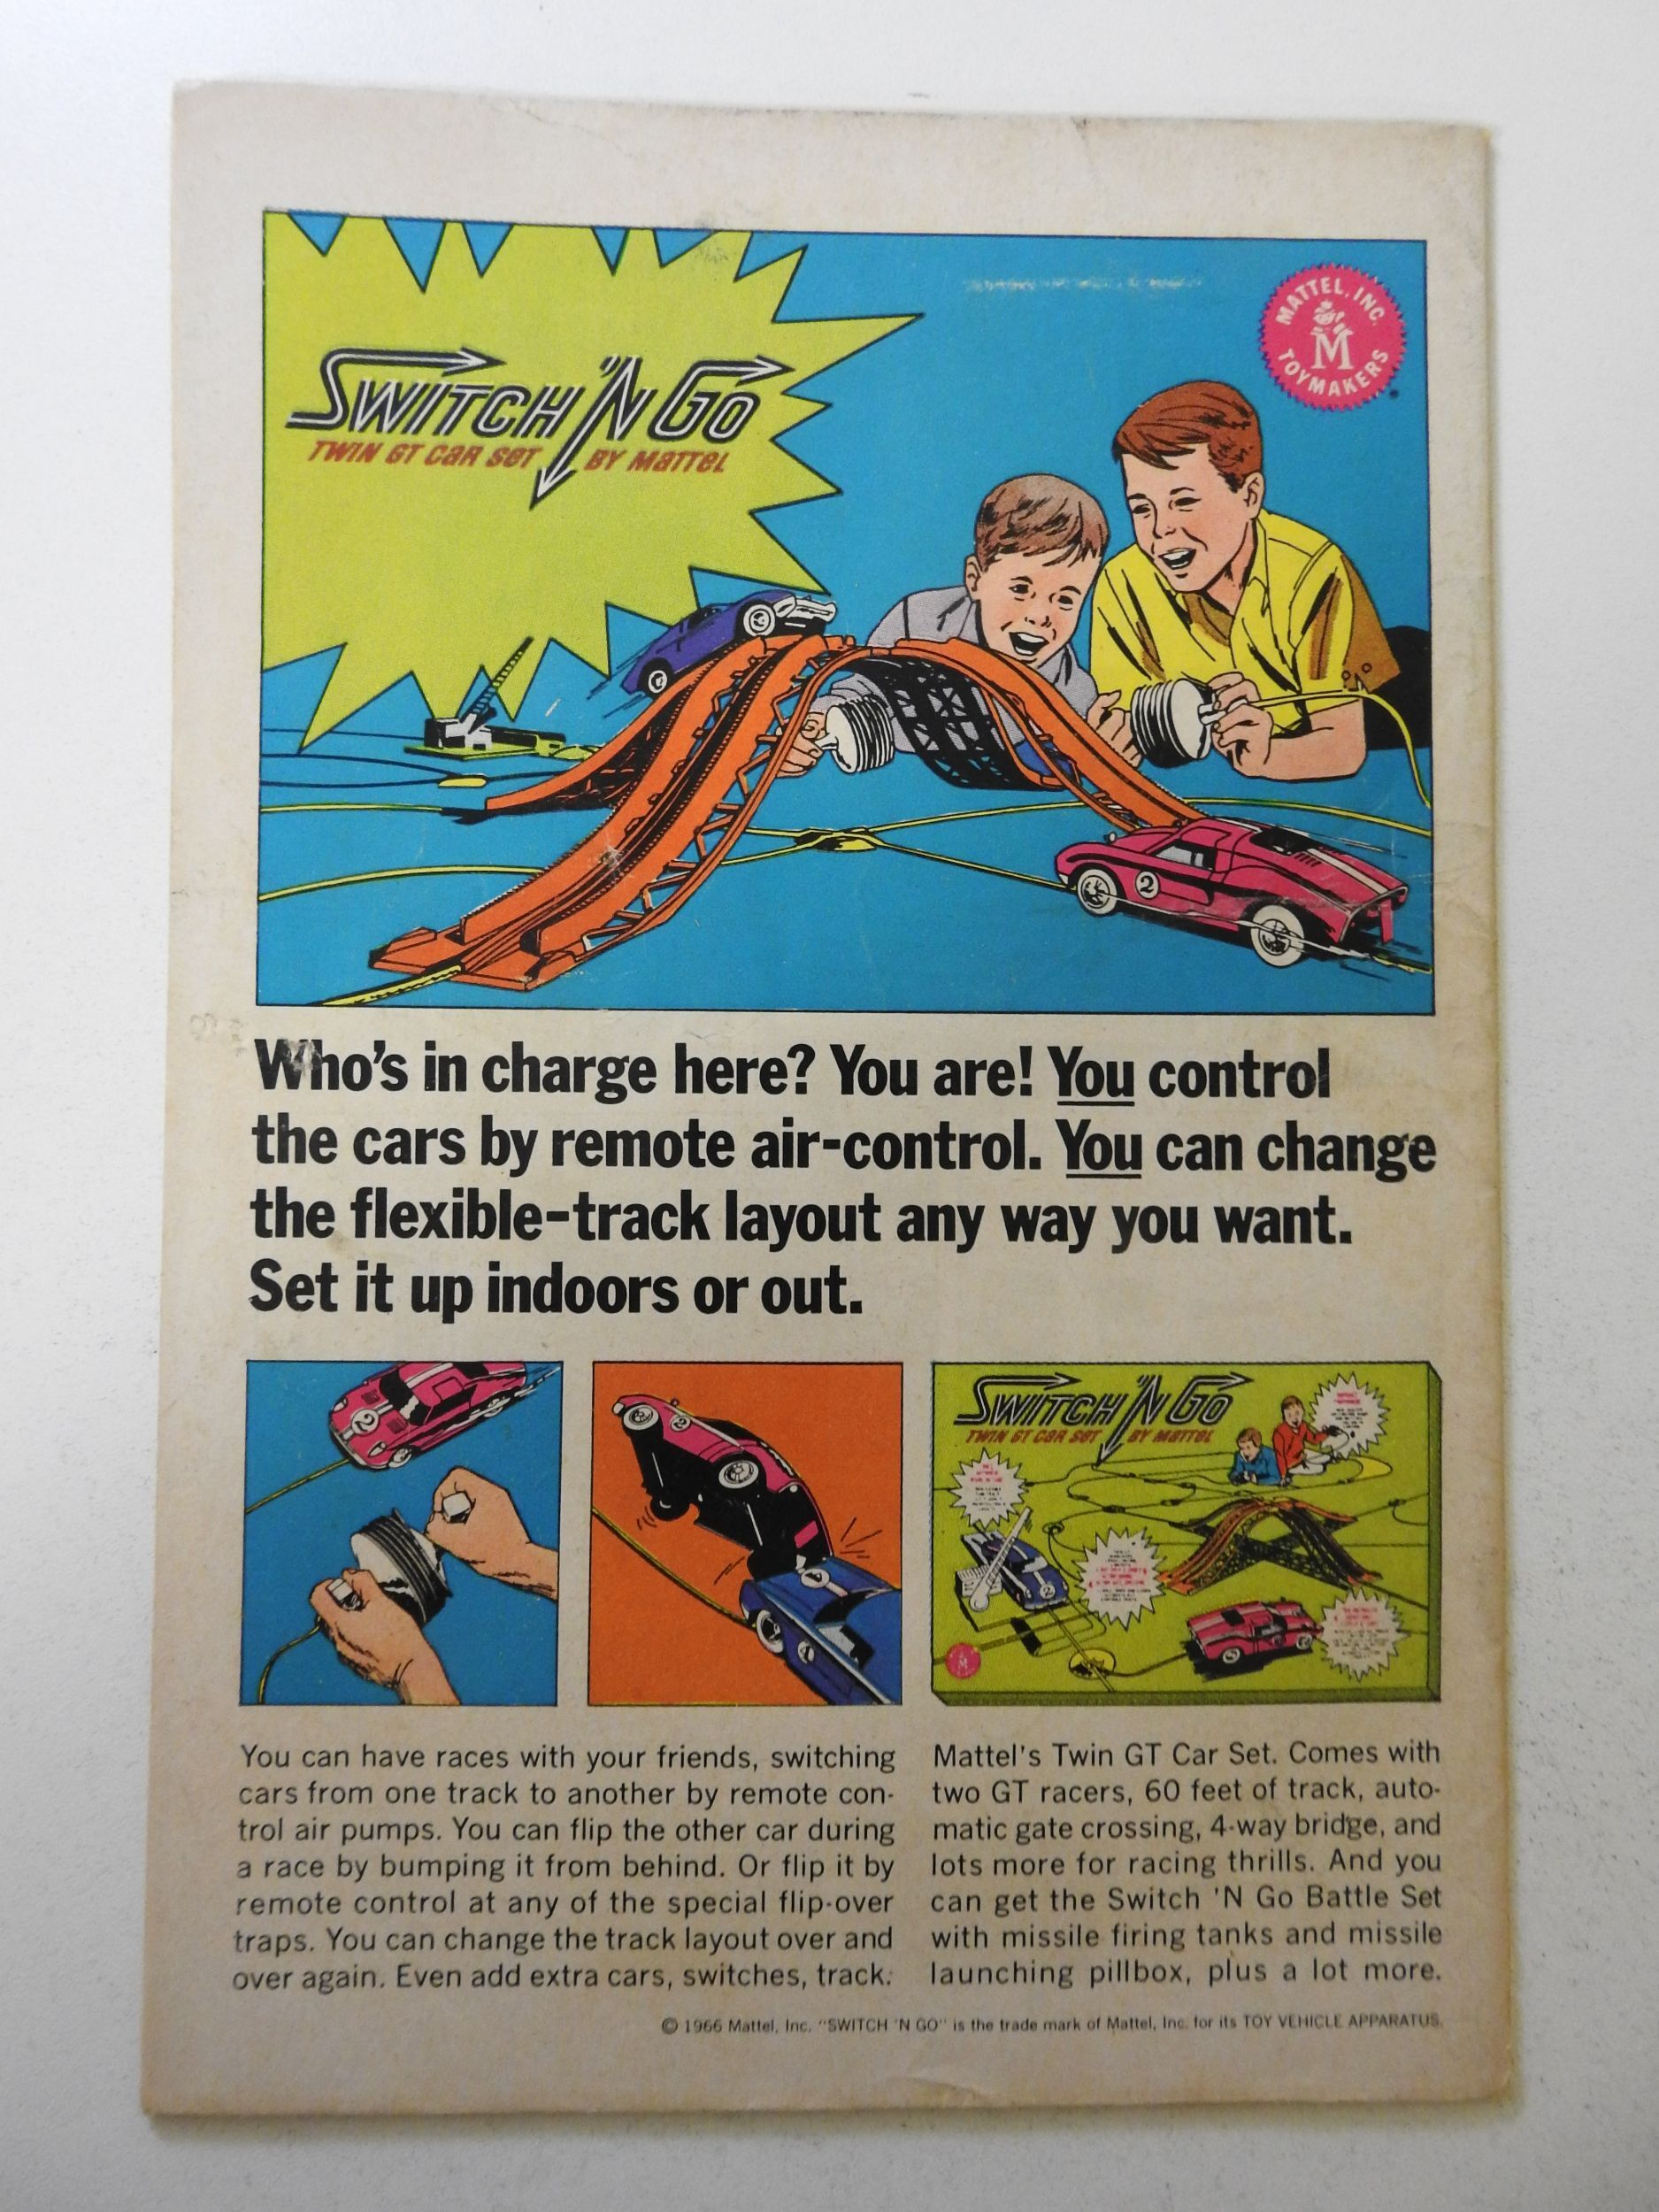 SWITCH 'N GO
TWIN GT CAR SET BY MATTEL
MATTEL, INC.
M
TOYMAKERS
2
Who's in charge here? You are! You control
the cars by remote air-control. You can change
the flexible-track layout any way you want.
Set it up indoors or out.
2
2
SWITCH 'N GO
TWIN GT CAR SET BY MATTEL
2
M
You can have races with your friends, switching
cars from one track to another by remote con-
trol air pumps. You can flip the other car during
a race by bumping it from behind. Or flip it by
remote control at any of the special flip-over
traps. You can change the track layout over and
over again. Even add extra cars, switches, track.
Mattel's Twin GT Car Set. Comes with
two GT racers, 60 feet of track, auto-
matic gate crossing, 4-way bridge, and
lots more for racing thrills. And you
can get the Switch 'N Go Battle Set
with missile firing tanks and missile
launching pillbox, plus a lot more.
© 1966 Mattel, Inc. "SWITCH 'N GO" is the trade mark of Mattel, Inc. for its TOY VEHICLE APPARATUS.